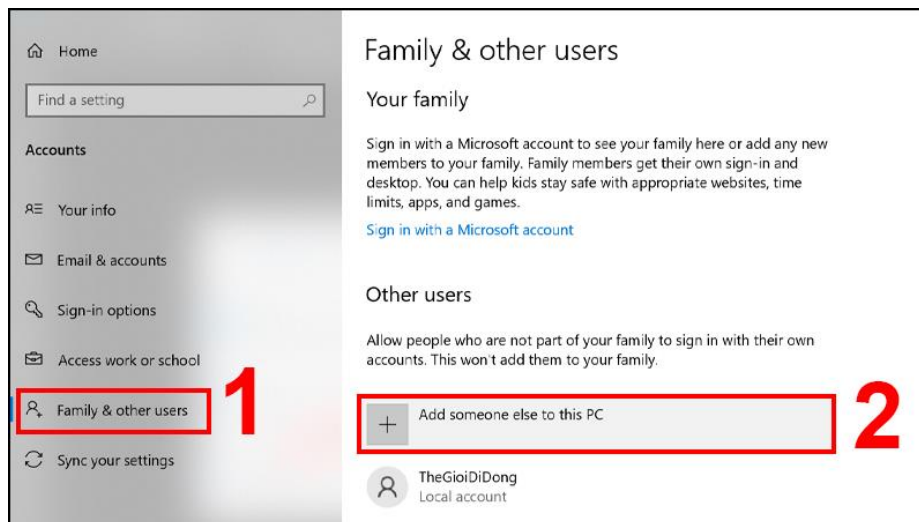 Home
Find a setting
Accounts
Your info
Email & accounts
Sign-in options
Access work or school
Family & other users
1
Sync your settings
Family & other users
Your family
Sign in with a Microsoft account to see your family here or add any new
members to your family. Family members get their own sign-in and
desktop. You can help kids stay safe with appropriate websites, time
limits, apps, and games.
Sign in with a Microsoft account
Other users
Allow people who are not part of your family to sign in with their own
accounts. This won't add them to your family.
Add someone else to this PC
2
TheGioiDiDong
Local account